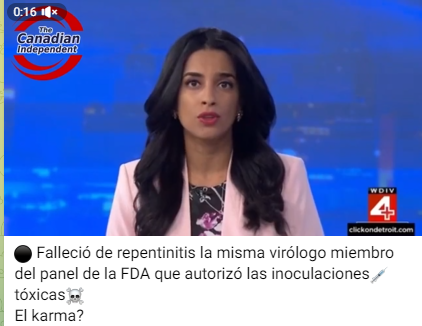 0:16
The
Canadian
Independent
WDIV
4
clickondetroit.com
Falleció de repentinitis la misma virólogo miembro
del panel de la FDA que autorizó las inoculaciones
tóxicas
El karma?